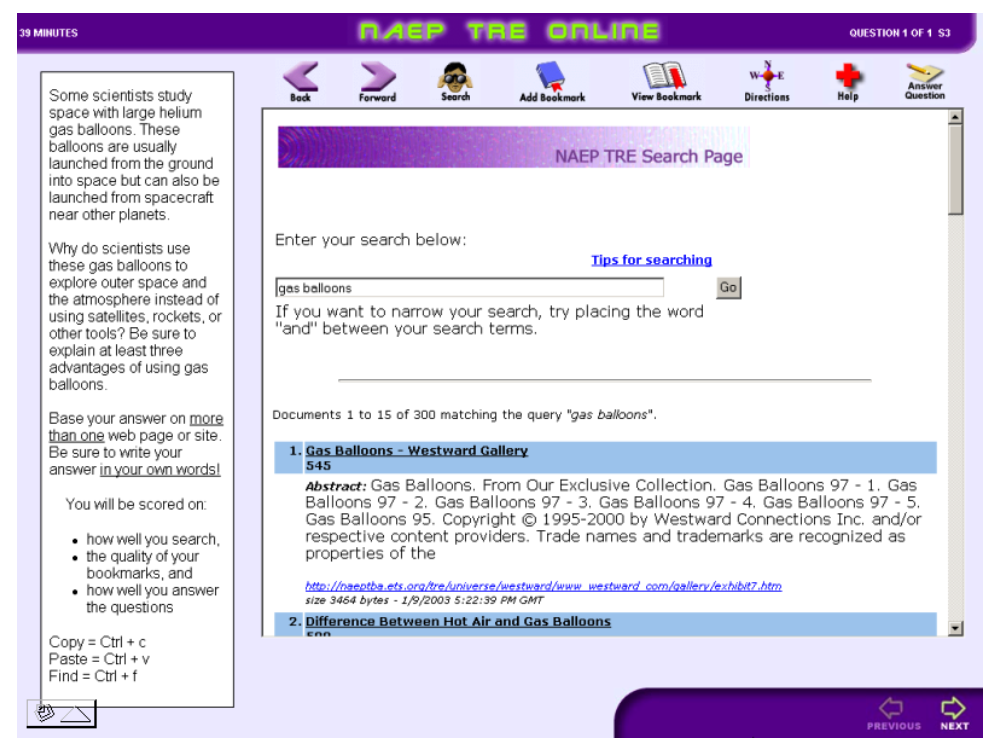 39 MINUTES
NAEP TRE ONLINE
QUESTION 1 OF 1 S3
Back
Forward
Search
Add Bookmark
View Bookmark
N
W E
S
Directions
Help
Answer
Question
Some scientists study
space with large helium
gas balloons. These
balloons are usually
launched from the ground
into space but can also be
launched from spacecraft
near other planets.
Why do scientists use
these gas balloons to
explore outer space and
the atmosphere instead of
using satellites, rockets, or
other tools? Be sure to
explain at least three
advantages of using gas
balloons.
Base your answer on more
than one web page or site.
Be sure to write your
answer in your own words!
You will be scored on:
• how well you search,
• the quality of your
bookmarks, and
• how well you answer
the questions
Copy = Ctrl + c
Paste = Ctrl + v
Find = Ctrl + f
NAEP TRE Search Page
Enter your search below:
Tips for searching
gas balloons
Go
If you want to narrow your search, try placing the word
"and" between your search terms.
Documents 1 to 15 of 300 matching the query "gas balloons".
1. Gas Balloons - Westward Gallery
545
Abstract: Gas Balloons. From Our Exclusive Collection. Gas Balloons 97 - 1. Gas
Balloons 97 - 2. Gas Balloons 97 - 3. Gas Balloons 97 - 4. Gas Balloons 97 - 5.
Gas Balloons 95. Copyright © 1995-2000 by Westward Connections Inc. and/or
respective content providers. Trade names and trademarks are recognized as
properties of the
http://naeptba.ets.org/tre/universe/westward/www_westward_com/gallery/exhibit7.htm
size 3464 bytes - 1/9/2003 5:22:39 PM GMT
2. Difference Between Hot Air and Gas Balloons
PREVIOUS
NEXT